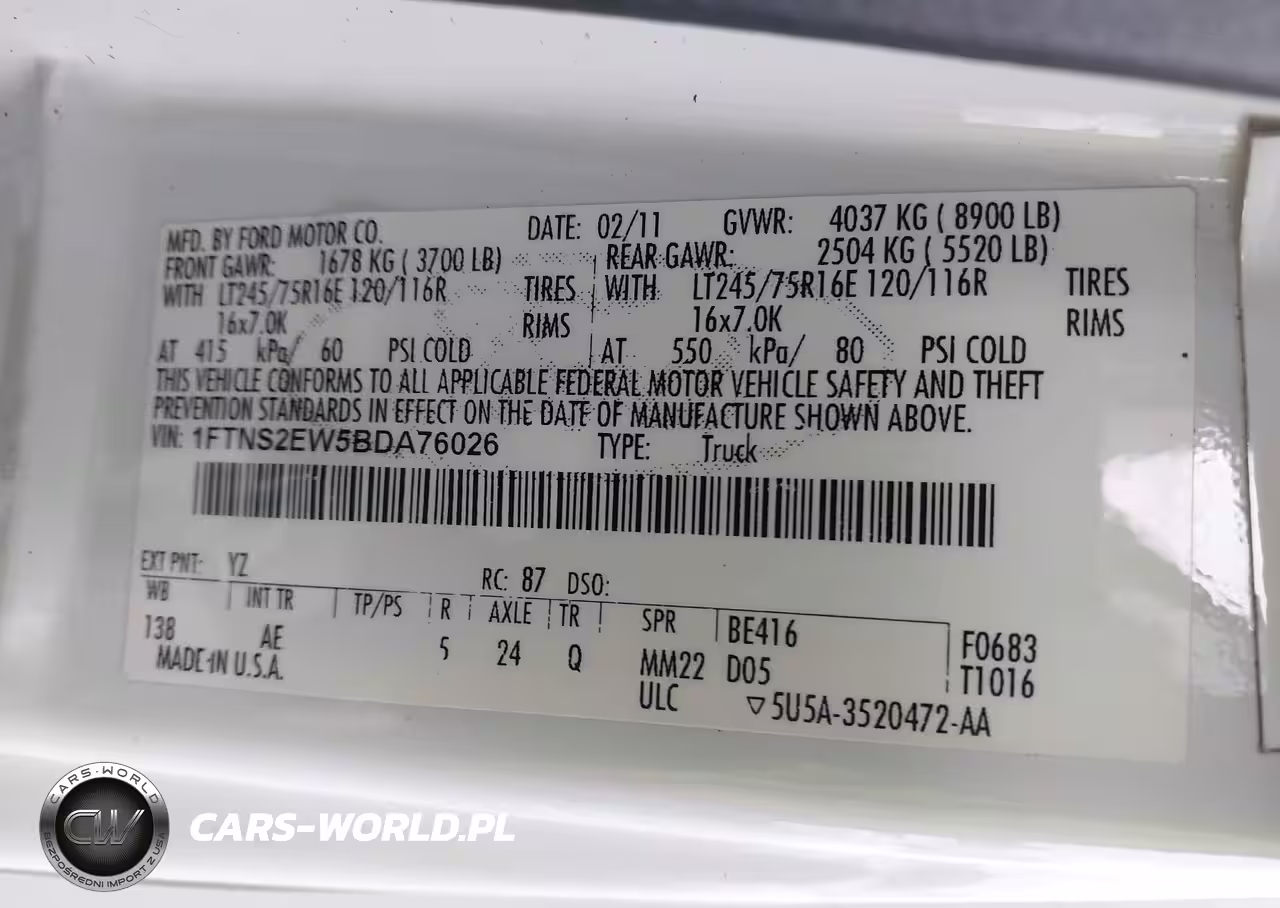 MFD. BY FORD MOTOR CO. DATE: 02/11 GVWR: 4037 KG ( 8900 LB)
FRONT GAWR: 1678 KG ( 3700 LB) REAR GAWR: 2504 KG ( 5520 LB)
WITH LT245/75R16E 120/116R TIRES WITH LT245/75R16E 120/116R TIRES
16x7.0K RIMS 16x7.0K RIMS
AT 415 kPa/ 60 PSI COLD AT 550 kPa/ 80 PSI COLD
THIS VEHICLE CONFORMS TO ALL APPLICABLE FEDERAL MOTOR VEHICLE SAFETY AND THEFT
PREVENTION STANDARDS IN EFFECT ON THE DATE OF MANUFACTURE SHOWN ABOVE.
VIN: 1FTNS2EW5BDA76026 TYPE: Truck
EXT PNT: YZ RC: 87 DSO:
WB INT TR TP/PS R AXLE TR SPR BE416 F0683
138 AE 5 24 Q MM22 D05 T1016
MADE IN U.S.A. ULC ▽5U5A-3520472-AA
CARS-WORLD
CW
BEZPOŚREDNI IMPORT Z USA
CARS-WORLD.PL